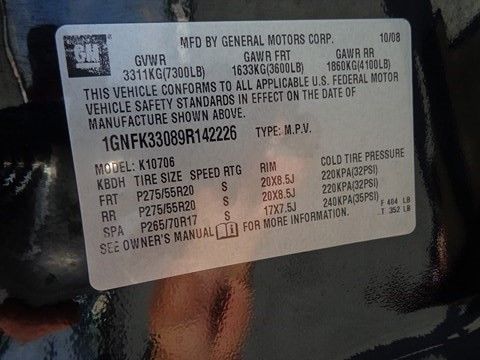 GM
MFD BY GENERAL MOTORS CORP. 10/08
GVWR GAWR FRT GAWR RR
3311KG(7300LB) 1633KG(3600LB) 1860KG(4100LB)
THIS VEHICLE CONFORMS TO ALL APPLICABLE U.S. FEDERAL MOTOR
VEHICLE SAFETY STANDARDS IN EFFECT ON THE DATE OF
MANUFACTURE SHOWN ABOVE.
1GNFK33089R142226 TYPE: M.P.V.
MODEL: K10706
KBDH TIRE SIZE SPEED RTG RIM COLD TIRE PRESSURE
FRT P275/55R20 S 20X8.5J 220KPA(32PSI)
RR P275/55R20 S 20X8.5J 220KPA(32PSI)
SPA P265/70R17 S 17X7.5J 240KPA(35PSI)
SEE OWNER'S MANUAL FOR MORE INFORMATION.
F 404 LB
T 352 LB